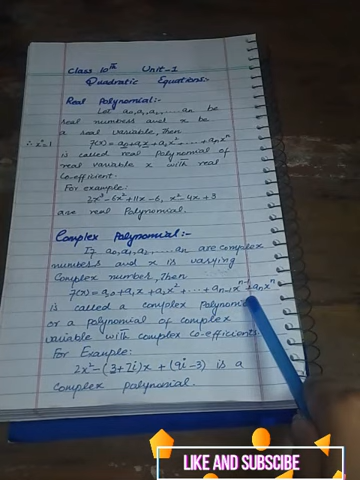 Class 10th Unit-1
Quadratic Equations:-
Real Polynomial:-
Let a₀,a₁,a₂,.....aₙ be
real numbers and x be
a real variable, Then
∴ x⁰=1
f(x) = a₀+a₁x+a₂x²+.....+aₙxⁿ
is called real polynomial of
real variable x with real
Co-efficient.
For example:
2x³-6x²+11x-6, x²-4x+3
are real Polynomial.
Complex Polynomial:-
If a₀,a₁,a₂,.....aₙ are complex
numbers and x is varying
Complex number, Then
f(x) = a₀+a₁x+a₂x²+....+aₙ₋₁xⁿ⁻¹+aₙxⁿ
is called a complex Polynomial
or a polynomial of complex
variable with complex co-efficients.
For Example:
2x²-(3+7i)x+(9i-3) is a
Complex polynomial.
LIKE AND SUBSCIBE